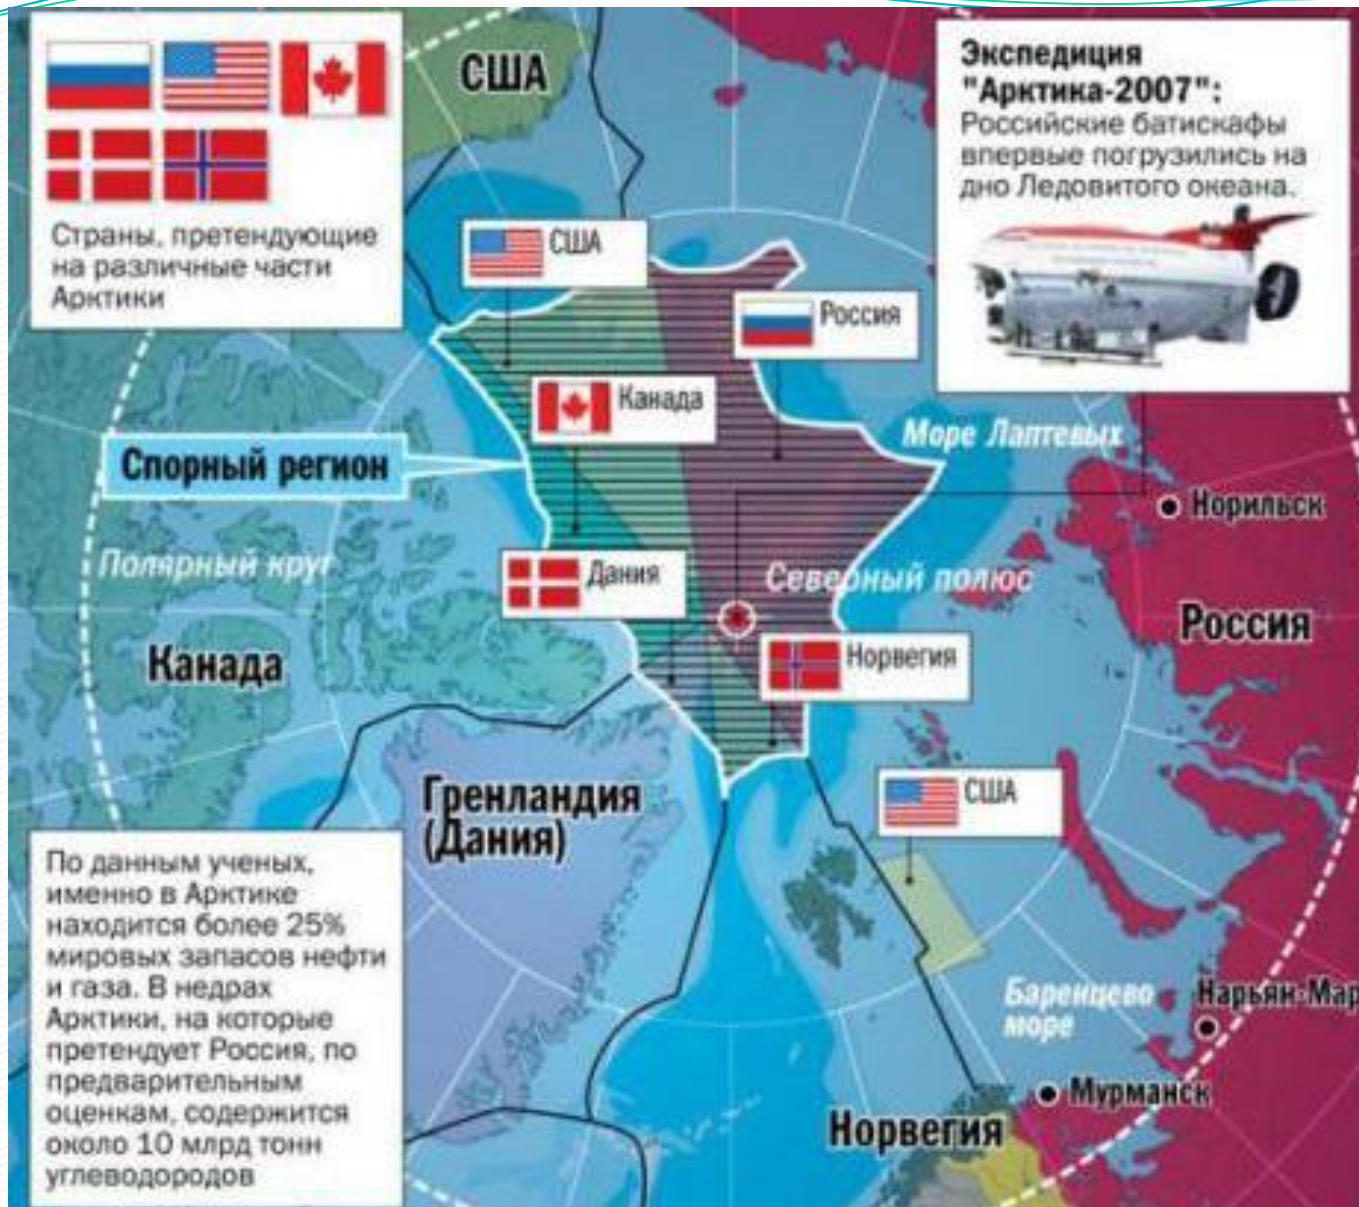 Страны, претендующие
на различные части
Арктики
США
Экспедиция
"Арктика-2007":
Российские батискафы
впервые погрузились на
дно Ледовитого океана.
США
Россия
Канада
Море Лаптевых
Спорный регион
Норильск
Полярный круг
Дания
Северный полюс
Россия
Канада
Норвегия
Гренландия
(Дания)
США
По данным ученых,
именно в Арктике
находится более 25%
мировых запасов нефти
и газа. В недрах
Арктики, на которые
претендует Россия, по
предварительным
оценкам, содержится
около 10 млрд тонн
углеводородов
Баренцево
море
Нарьян-Мар
Мурманск
Норвегия